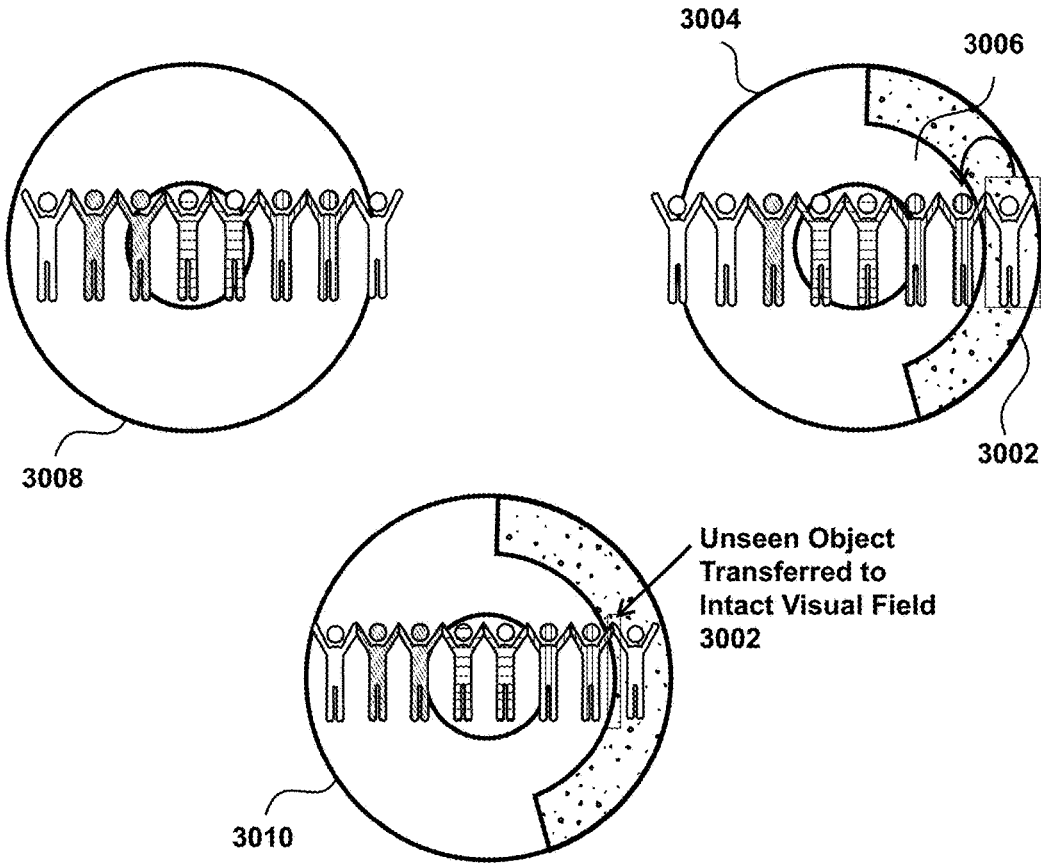 3004
3006
3008
3002
Unseen Object
Transferred to
Intact Visual Field
3002
3010